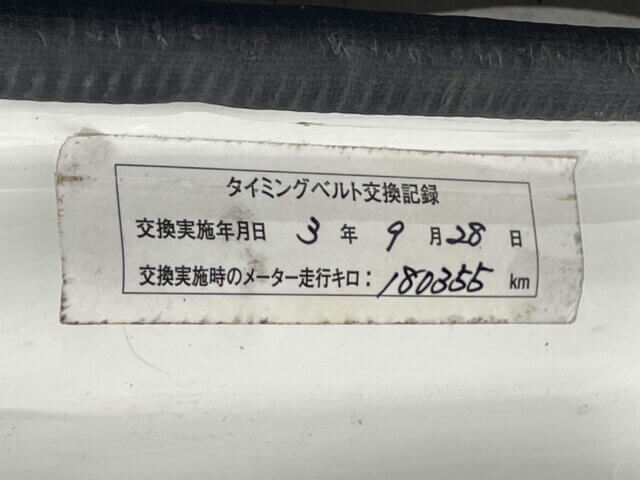 タイミングベルト交換記録
交換実施年月日 3 年 9 月 28 日
交換実施時のメーター走行キロ：180355 km